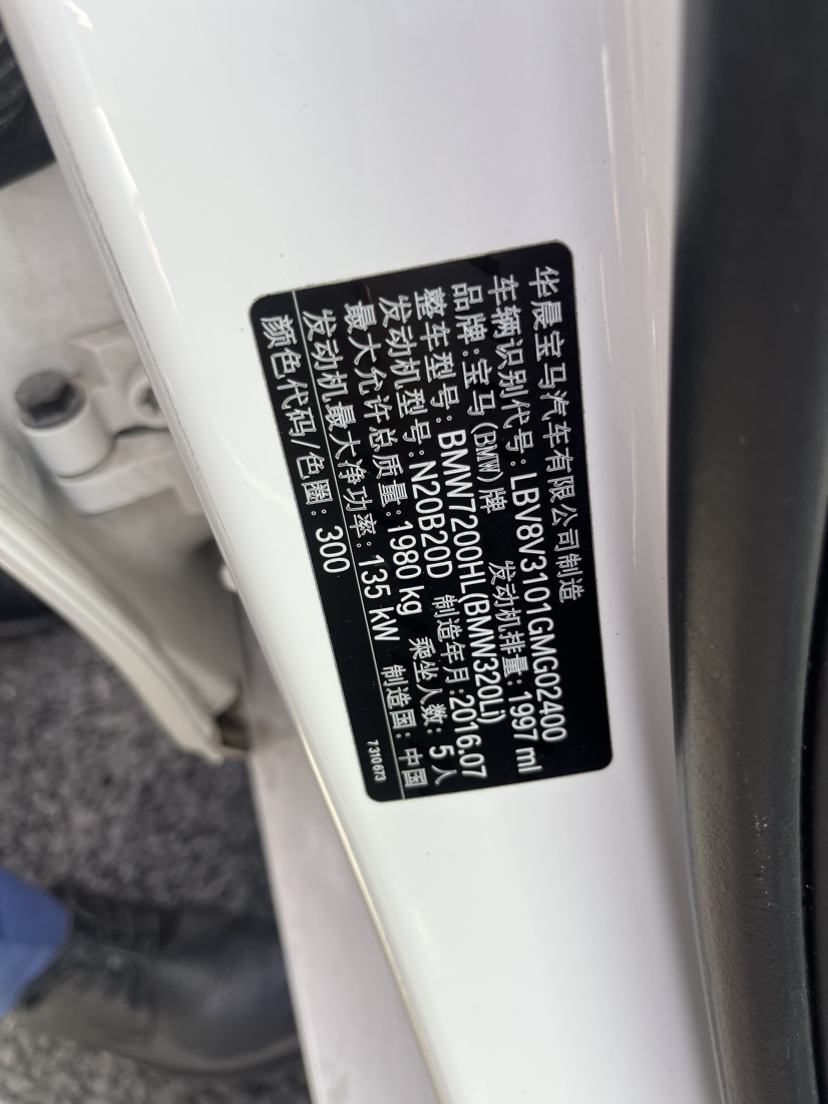 华晨宝马汽车有限公司制造
车辆识别代号: LBV8V3101GMG02400
品牌: 宝马(BMW)牌 发动机排量: 1997 ml
整车型号: BMW7200HL(BMW320Li)
发动机型号: N20B20D 制造年月: 2016.07
最大允许总质量: 1980 kg 乘坐人数: 5人
发动机最大净功率: 135 kW 制造国: 中国
颜色代码/色圈: 300 7310673